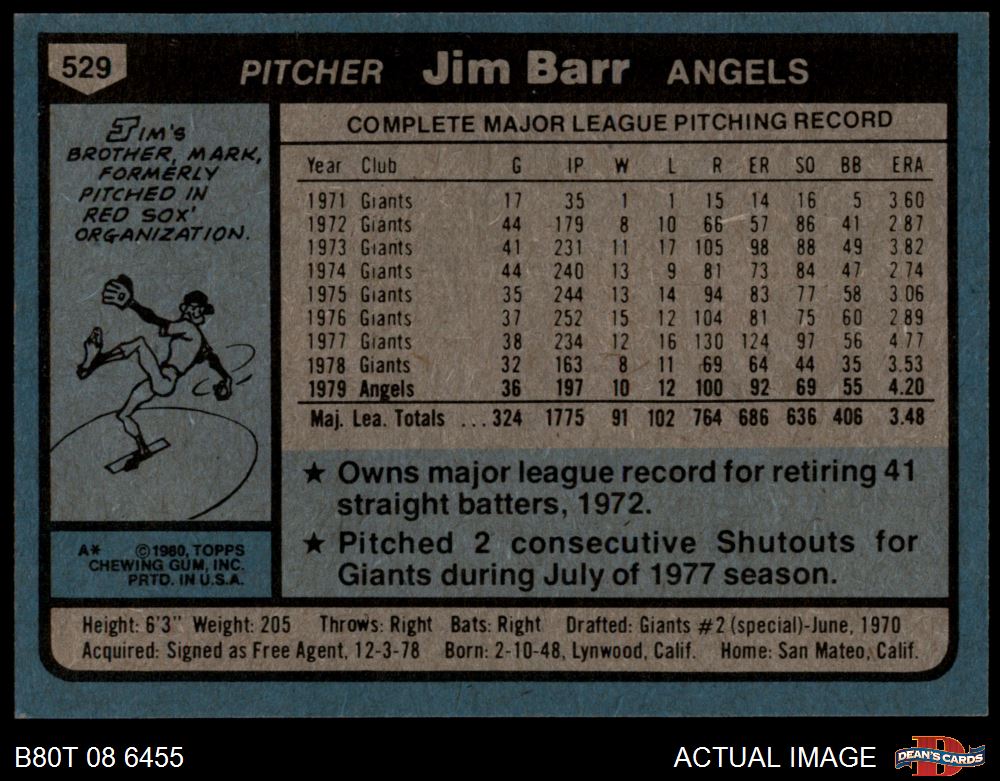 529
PITCHER Jim Barr ANGELS
JIM'S
BROTHER, MARK,
FORMERLY
PITCHED IN
RED SOX'
ORGANIZATION.
COMPLETE MAJOR LEAGUE PITCHING RECORD
Year Club G IP W L R ER SO BB ERA
1971 Giants 17 35 1 1 15 14 16 5 3.60
1972 Giants 44 179 8 10 66 57 86 41 2.87
1973 Giants 41 231 11 17 105 98 88 49 3.82
1974 Giants 44 240 13 9 81 73 84 47 2.74
1975 Giants 35 244 13 14 94 83 77 58 3.06
1976 Giants 37 252 15 12 104 81 75 60 2.89
1977 Giants 38 234 12 16 130 124 97 56 4.77
1978 Giants 32 163 8 11 69 64 44 35 3.53
1979 Angels 36 197 10 12 100 92 69 55 4.20
Maj. Lea. Totals ... 324 1775 91 102 764 686 636 406 3.48
★ Owns major league record for retiring 41
straight batters, 1972.
★ Pitched 2 consecutive Shutouts for
Giants during July of 1977 season.
A* ©1980, TOPPS
CHEWING GUM, INC.
PRTD. IN U.S.A.
Height: 6'3" Weight: 205 Throws: Right Bats: Right Drafted: Giants #2 (special)-June, 1970
Acquired: Signed as Free Agent, 12-3-78 Born: 2-10-48, Lynwood, Calif. Home: San Mateo, Calif.
B80T 08 6455 ACTUAL IMAGE
D
DEAN'S CARDS